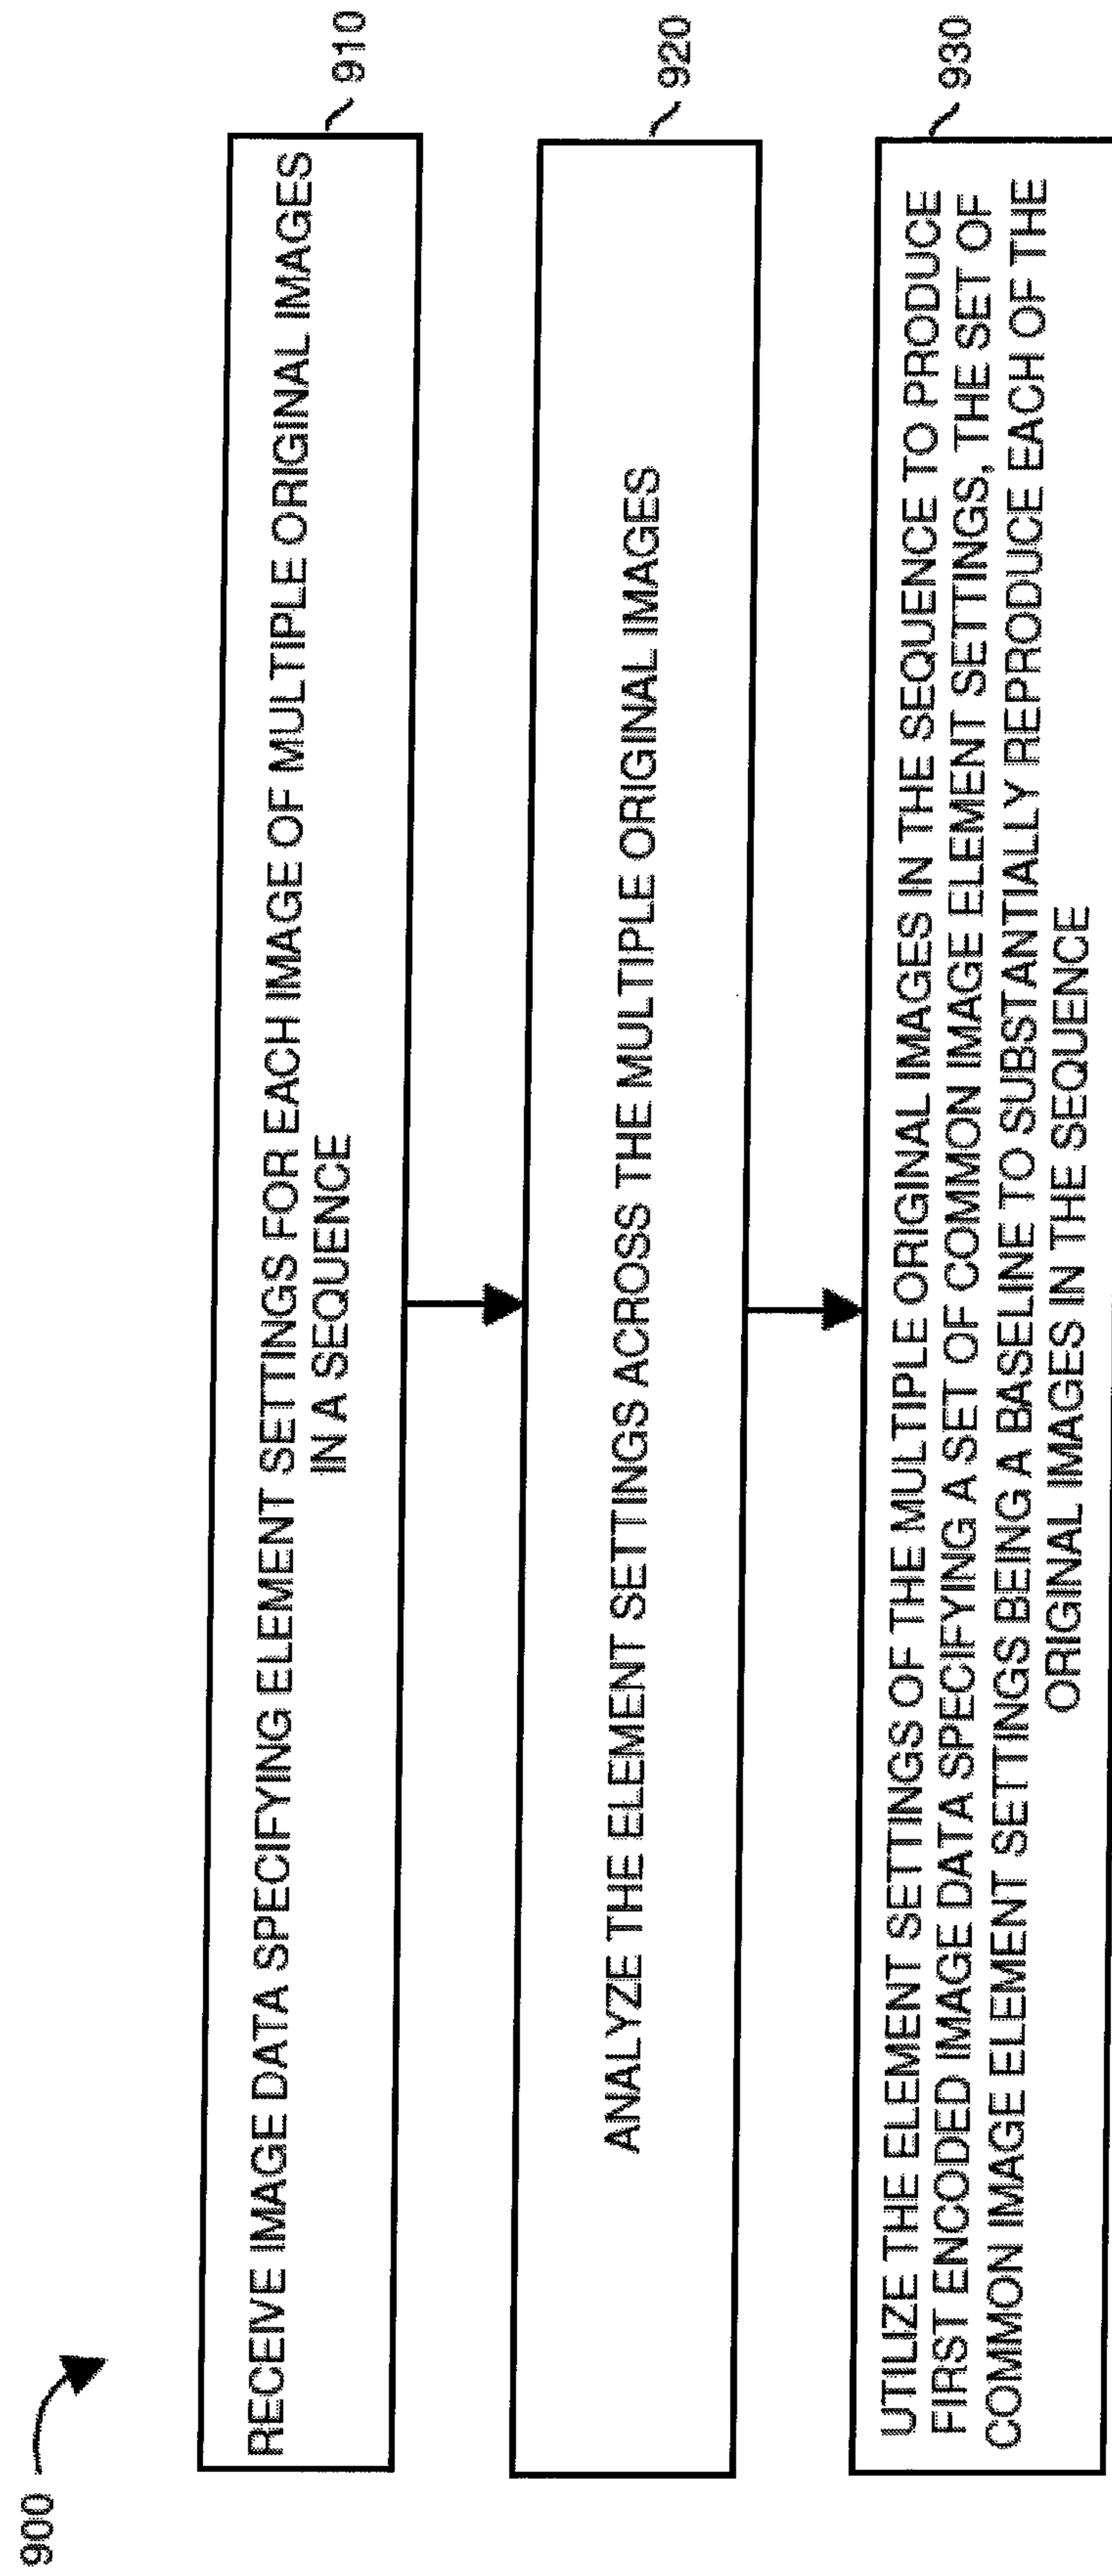 900
RECEIVE IMAGE DATA SPECIFYING ELEMENT SETTINGS FOR EACH IMAGE OF MULTIPLE ORIGINAL IMAGES
IN A SEQUENCE
910
ANALYZE THE ELEMENT SETTINGS ACROSS THE MULTIPLE ORIGINAL IMAGES
920
UTILIZE THE ELEMENT SETTINGS OF THE MULTIPLE ORIGINAL IMAGES IN THE SEQUENCE TO PRODUCE
FIRST ENCODED IMAGE DATA SPECIFYING A SET OF COMMON IMAGE ELEMENT SETTINGS, THE SET OF
COMMON IMAGE ELEMENT SETTINGS BEING A BASELINE TO SUBSTANTIALLY REPRODUCE EACH OF THE
ORIGINAL IMAGES IN THE SEQUENCE
930